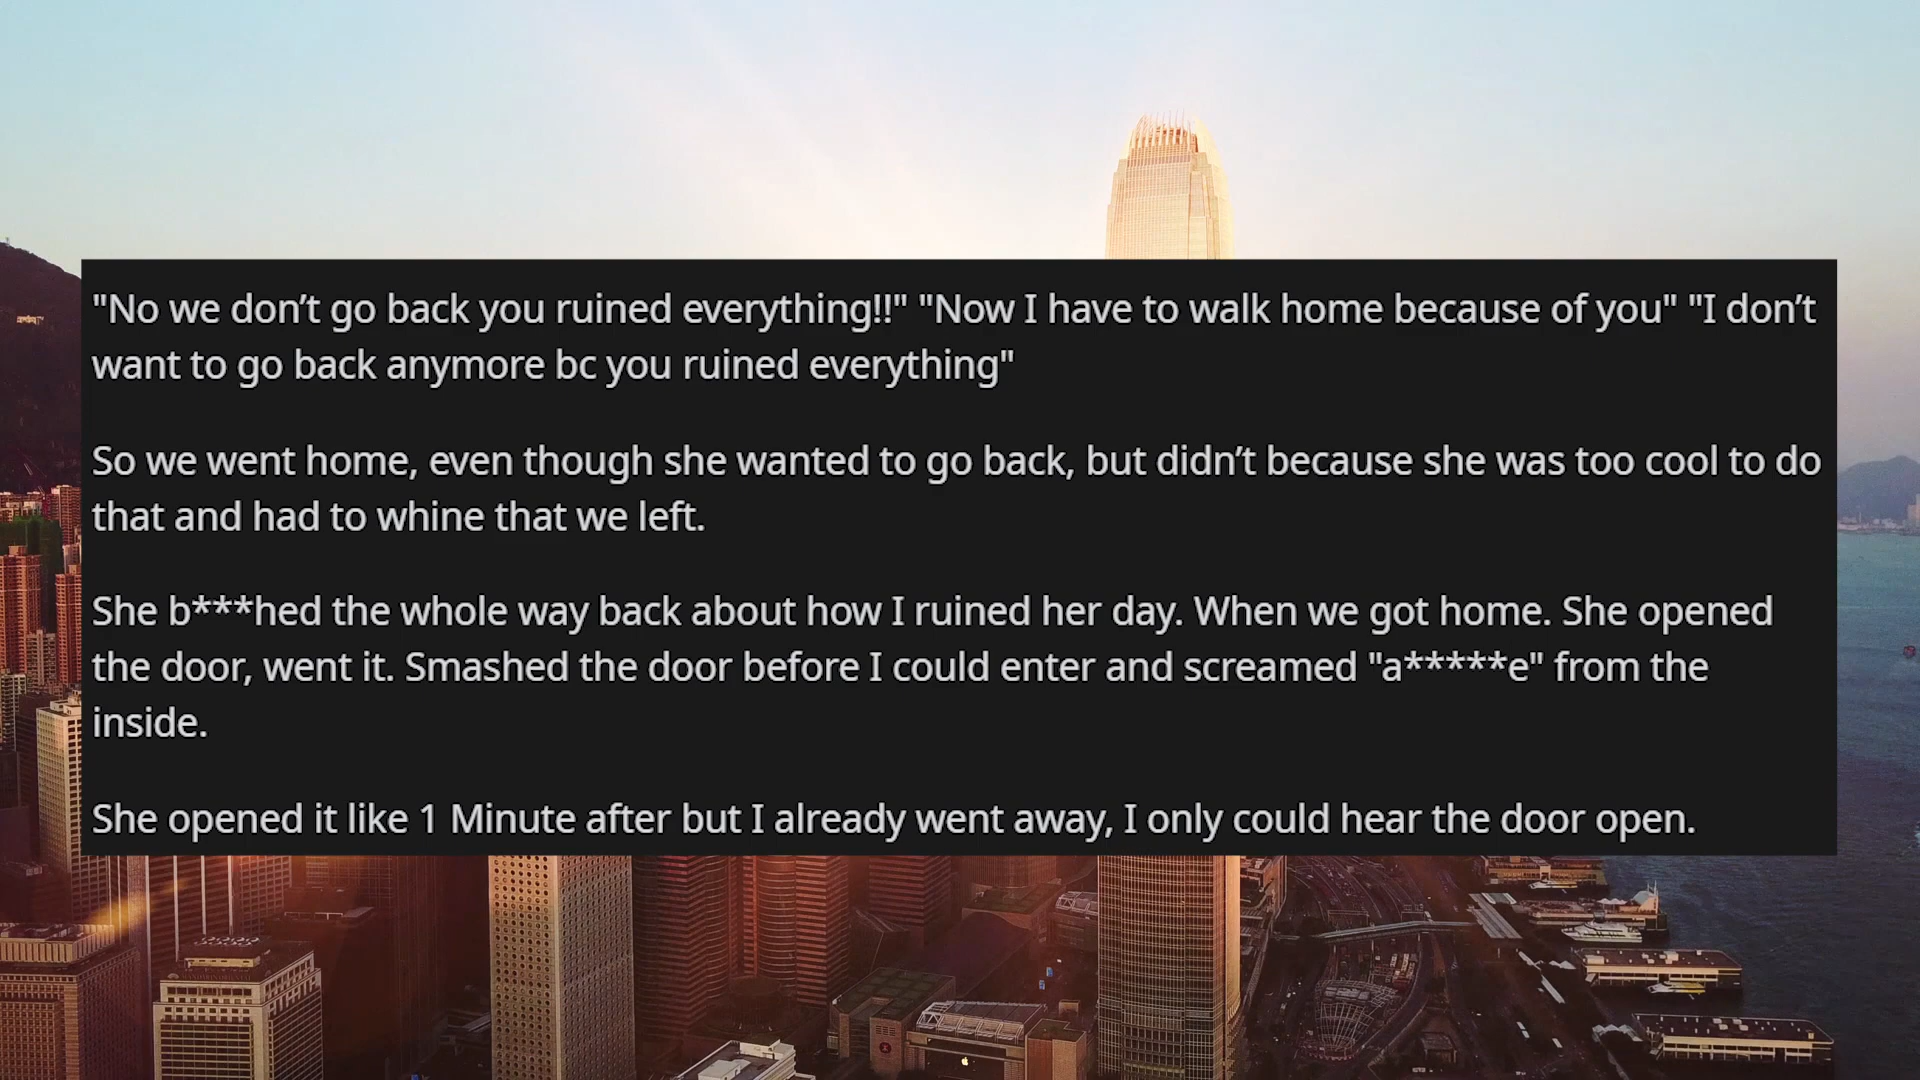 "No we don’t go back you ruined everything!!" "Now I have to walk home because of you" "I don’t
want to go back anymore bc you ruined everything"
So we went home, even though she wanted to go back, but didn’t because she was too cool to do
that and had to whine that we left.
She b***hed the whole way back about how I ruined her day. When we got home. She opened
the door, went it. Smashed the door before I could enter and screamed "a*****e" from the
inside.
She opened it like 1 Minute after but I already went away, I only could hear the door open.